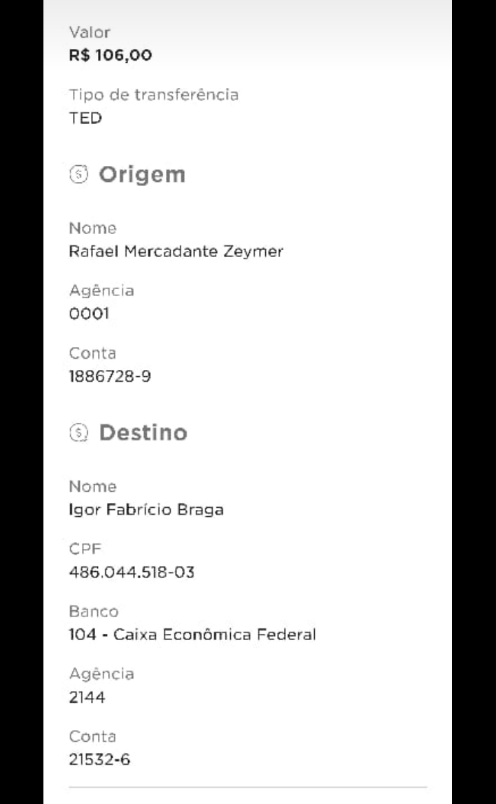 Valor
R$ 106,00
Tipo de transferência
TED
Origem
Nome
Rafael Mercadante Zeymer
Agência
0001
Conta
1886728-9
Destino
Nome
Igor Fabrício Braga
CPF
486.044.518-03
Banco
104 - Caixa Econômica Federal
Agência
2144
Conta
21532-6